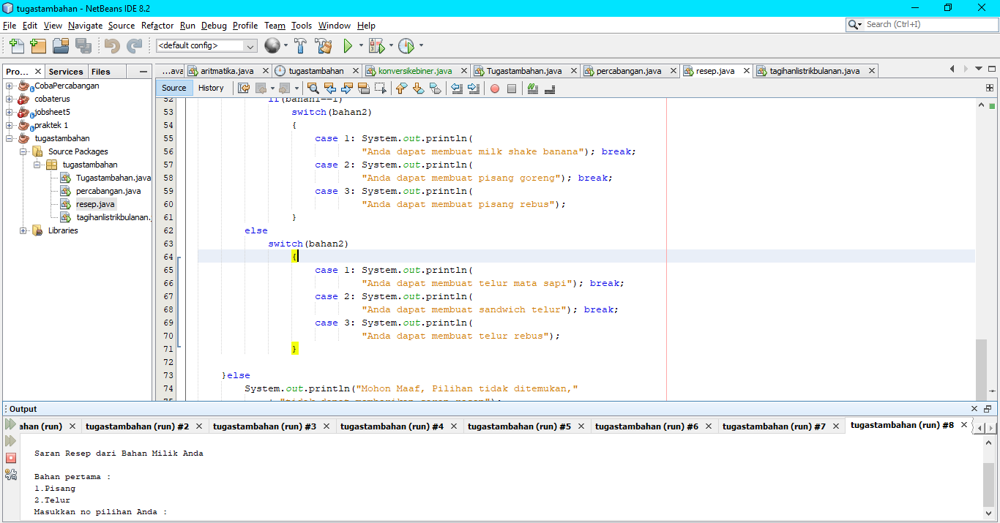 tugastambahan - NetBeans IDE 8.2
File Edit View Navigate Source Refactor Run Debug Profile Team Tools Window Help
Search (Ctrl+I)
<default config>
Pro... Services Files
...ava aritmatika.java tugastambahan konversikebiner.java Tugastambahan.java percabangan.java resep.java tagihanlistrikbulanan.java
Source History
CobaPercabangan
cobaterus
jobsheet5
praktek 1
tugastambahan
Source Packages
tugastambahan
Tugastambahan.java
percabangan.java
resep.java
tagihanlistrikbulanan.
Libraries
52 if(bahan1==1)
53 switch(bahan2)
54 {
55 case 1: System.out.println(
56 "Anda dapat membuat milk shake banana"); break;
57 case 2: System.out.println(
58 "Anda dapat membuat pisang goreng"); break;
59 case 3: System.out.println(
60 "Anda dapat membuat pisang rebus");
61 }
62 else
63 switch(bahan2)
64 {
65 case 1: System.out.println(
66 "Anda dapat membuat telur mata sapi"); break;
67 case 2: System.out.println(
68 "Anda dapat membuat sandwich telur"); break;
69 case 3: System.out.println(
70 "Anda dapat membuat telur rebus");
71 }
72
73 }else
74 System.out.println("Mohon Maaf, Pilihan tidak ditemukan,"
Output
ahan (run) tugastambahan (run) #2 tugastambahan (run) #3 tugastambahan (run) #4 tugastambahan (run) #5 tugastambahan (run) #6 tugastambahan (run) #7 tugastambahan (run) #8
Saran Resep dari Bahan Milik Anda
Bahan pertama :
1.Pisang
2.Telur
Masukkan no pilihan Anda :